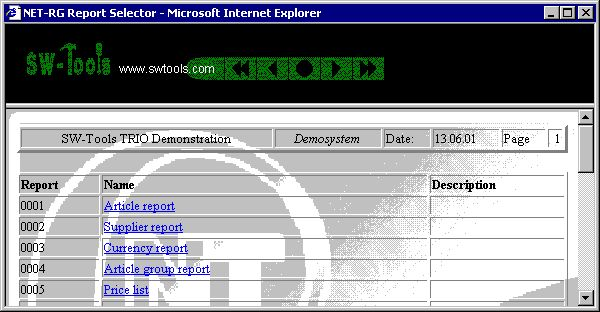 NET-RG Report Selector - Microsoft Internet Explorer
SW-Tools www.swtools.com
SW-Tools TRIO Demonstration Demosystem Date: 13.06.01 Page 1
Report Name Description
0001 Article report
0002 Supplier report
0003 Currency report
0004 Article group report
0005 Price list